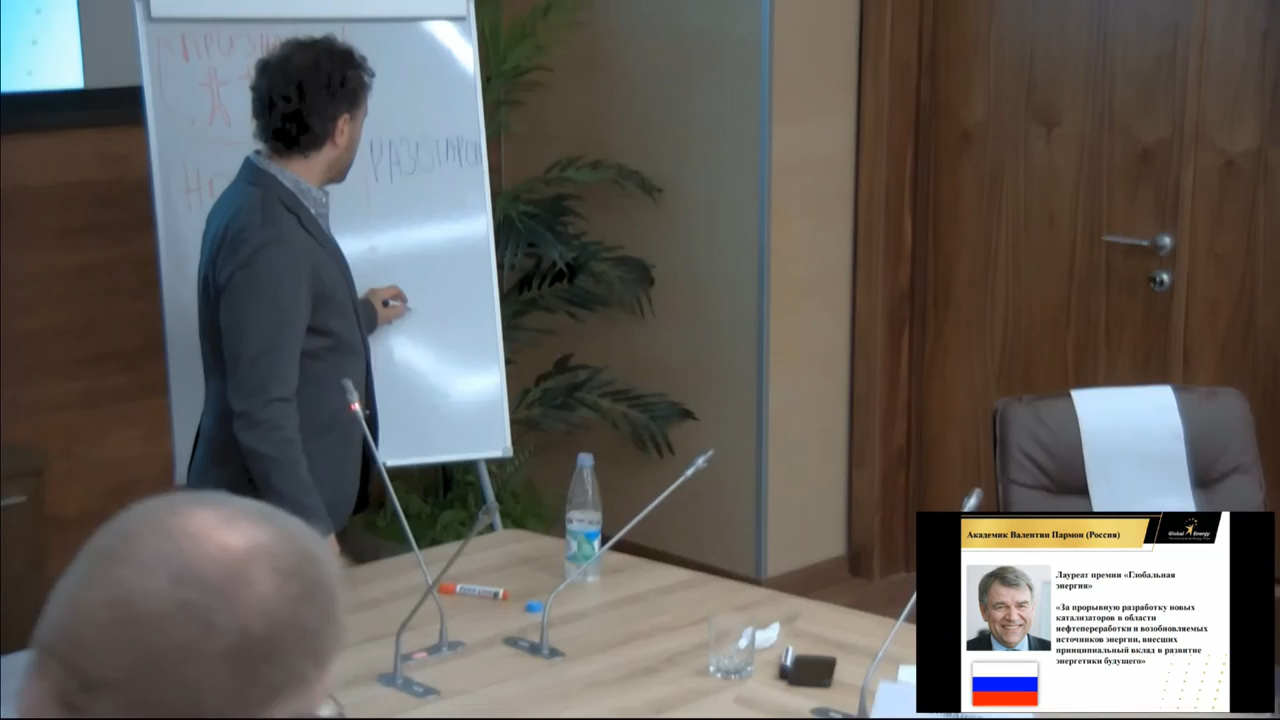 РАЗГОРО
Академик Валентин Пармон (Россия)
Global Energy
Лауреат премии «Глобальная
энергия»
«За прорывную разработку новых
катализаторов в области
нефтепереработки и возобновляемых
источников энергии, внесших
принципиальный вклад в развитие
энергетики будущего»